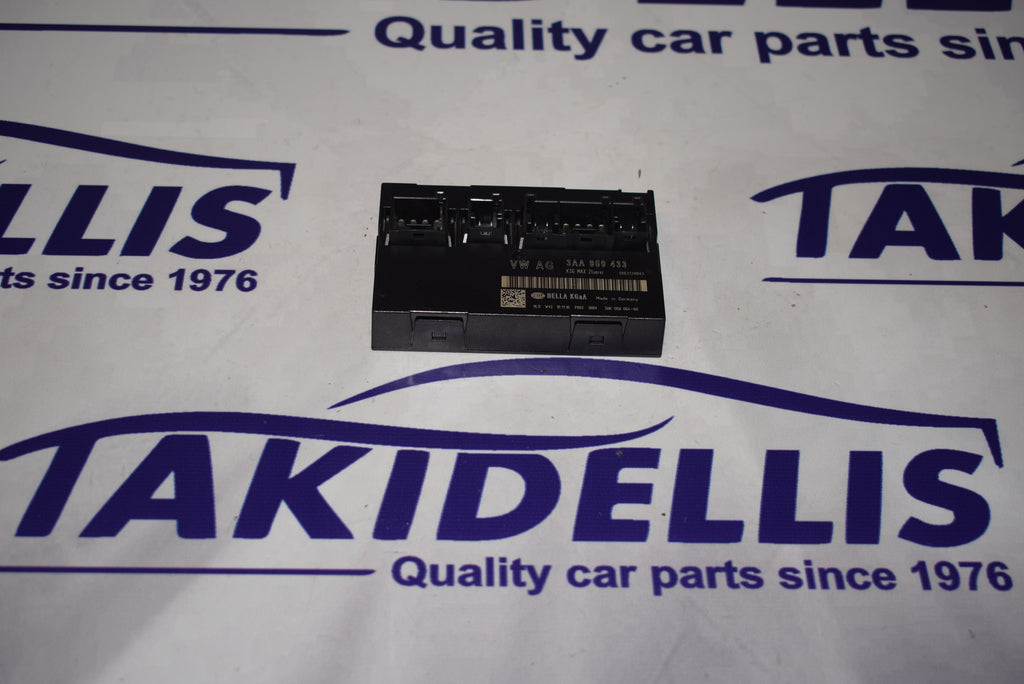 Quality car parts sin
LLIS
ts since 1976
TAK
VW AG 3AA 959 433
HELLA KGaA Made in Germany
TAKIDELLIS
Quality car parts since 1976